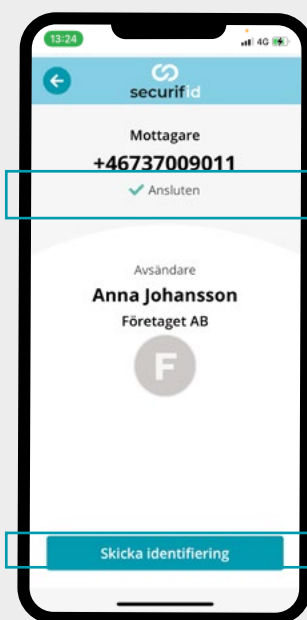 13:24
4G
securifid
Mottagare
+46737009011
Ansluten
Avsändare
Anna Johansson
Företaget AB
F
Skicka identifiering